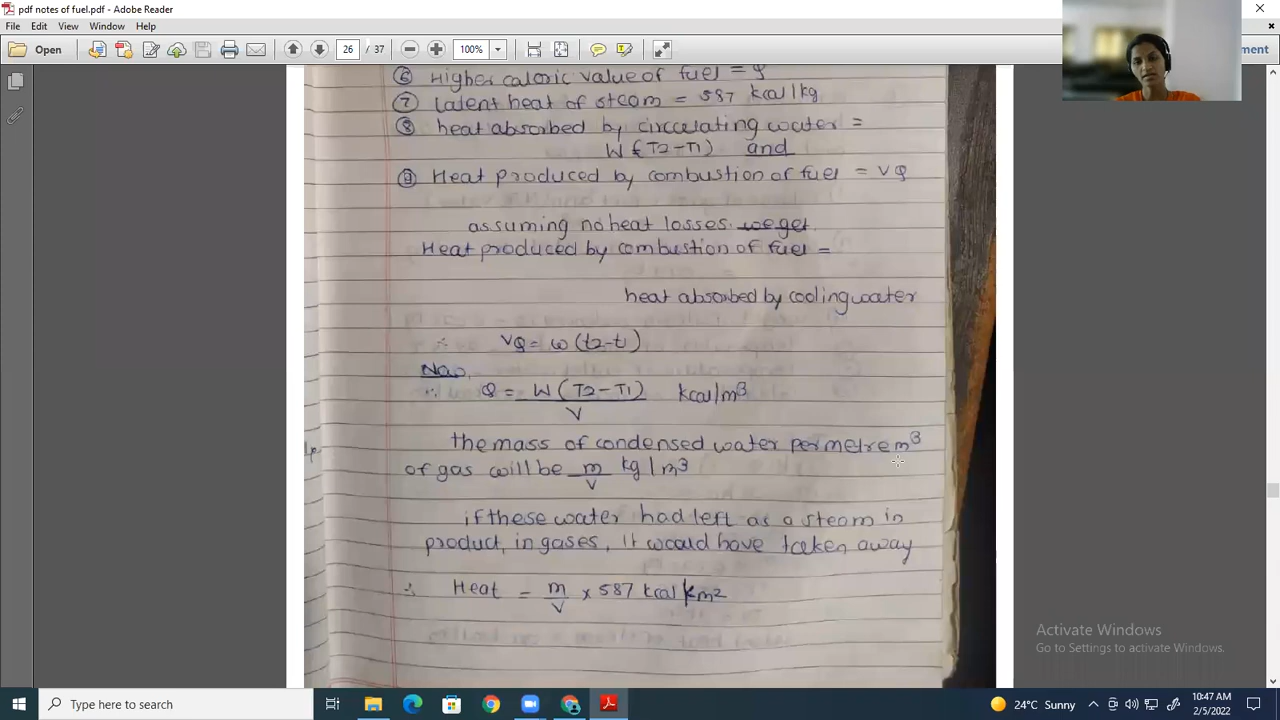 pdf notes of fuel.pdf - Adobe Reader
File Edit View Window Help
Open 26 / 37 100% Comment
⑥ Higher caloric value of fuel = Q
⑦ latent heat of steam = 587 kcal/kg
⑧ heat absorbed by circulating water =
W (T2-T1) and
⑨ Heat produced by combustion of fuel = VQ
assuming no heat losses. we get
Heat produced by combustion of fuel =
heat absorbed by cooling water
∴ VQ = w (t2-t1)
Now,
∴ Q = W (T2-T1) / V kcal/m³
the mass of condensed water per metre m³
of gas will be m/V kg/m³
if these water had left as a steam in
product, in gases, it would have taken away
∴ Heat = m/V × 587 kcal/m2
Activate Windows
Go to Settings to activate Windows.
Type here to search
24°C Sunny
10:47 AM
2/5/2022